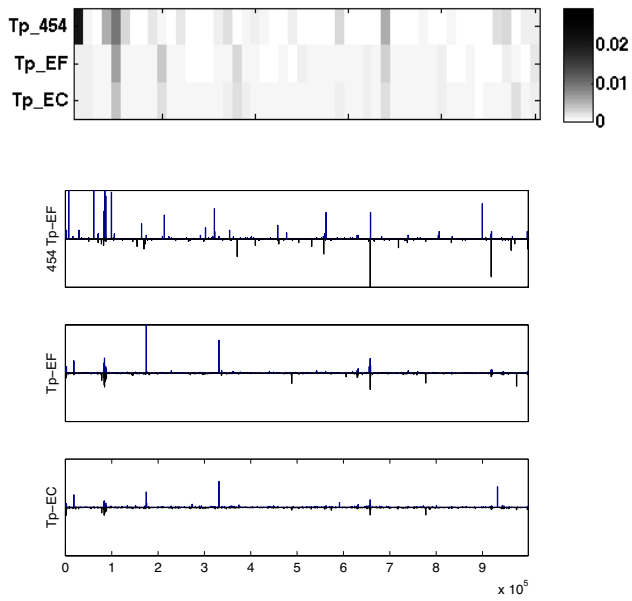 Tp_454
Tp_EF
Tp_EC
0.02
0.01
0
454 Tp-EF
Tp-EF
Tp-EC
0 1 2 3 4 5 6 7 8 9
x 10^5